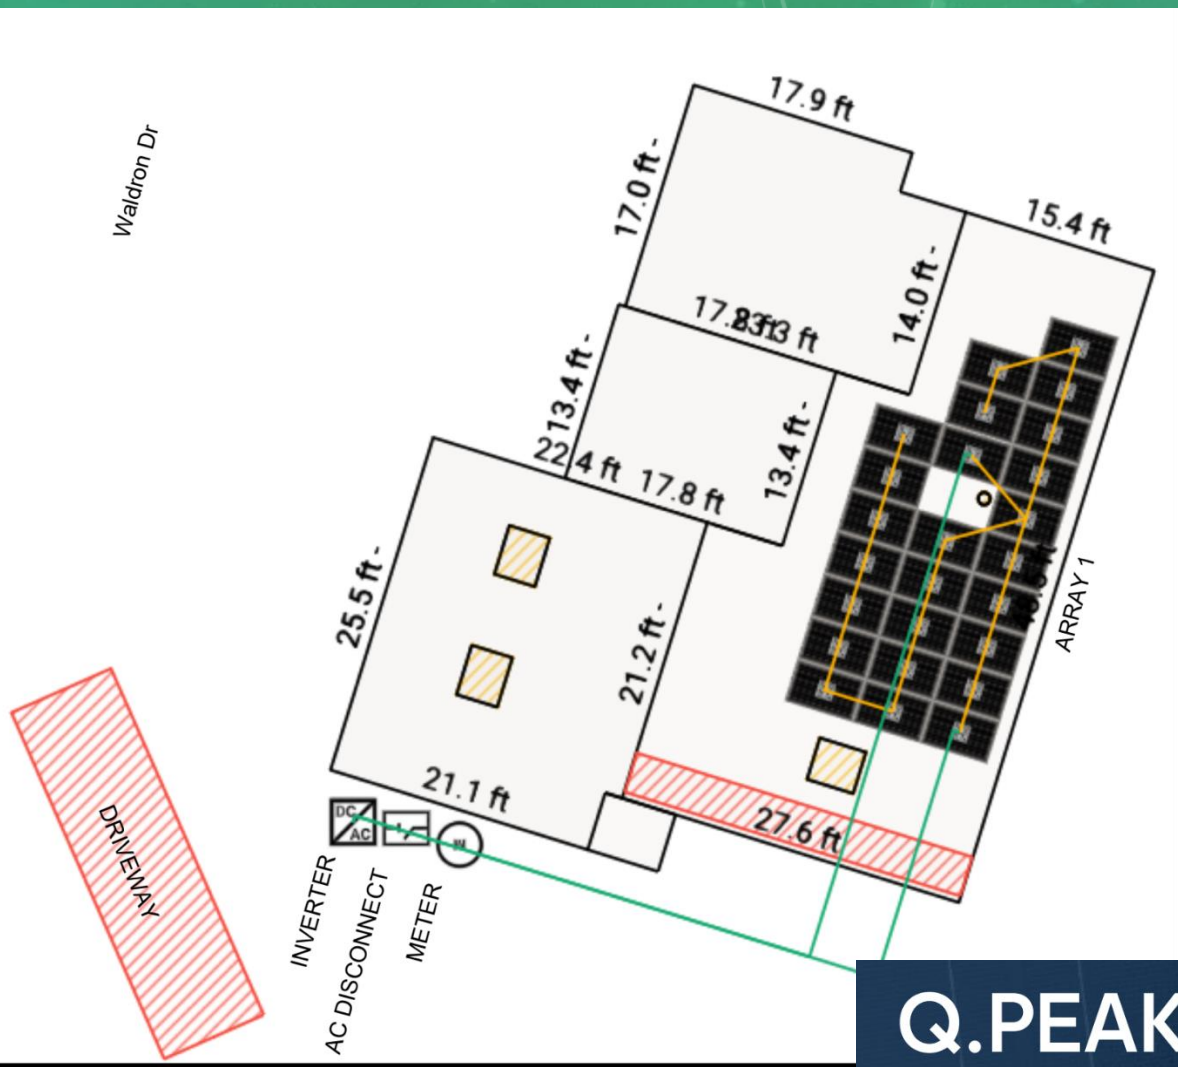 Waldron Dr
17.9 ft
17.0 ft -
15.4 ft
14.0 ft -
13.4 ft -
13.4 ft -
22.4 ft
17.8 ft
25.5 ft -
21.2 ft -
ARRAY 1
21.1 ft
27.6 ft
DRIVEWAY
DC
AC
INVERTER
AC DISCONNECT
METER
Q.PEAK